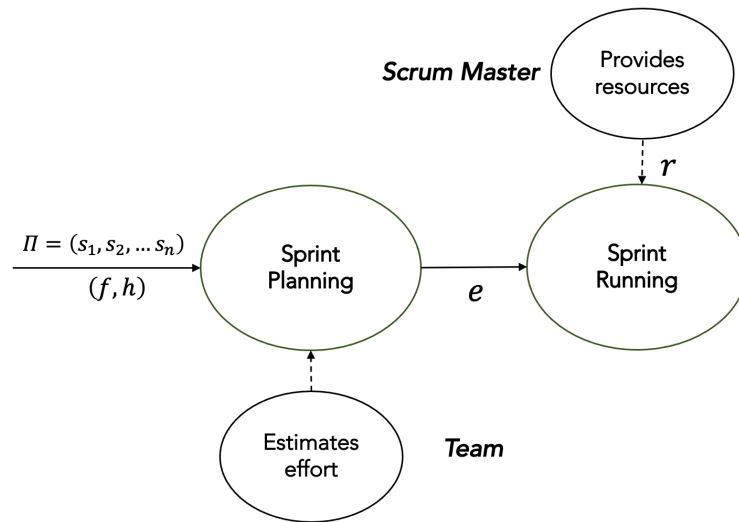 Provides
resources
Scrum Master
r
Π = (s₁, s₂, … sₙ)
(f, h)
Sprint
Planning
e
Sprint
Running
Estimates
effort
Team